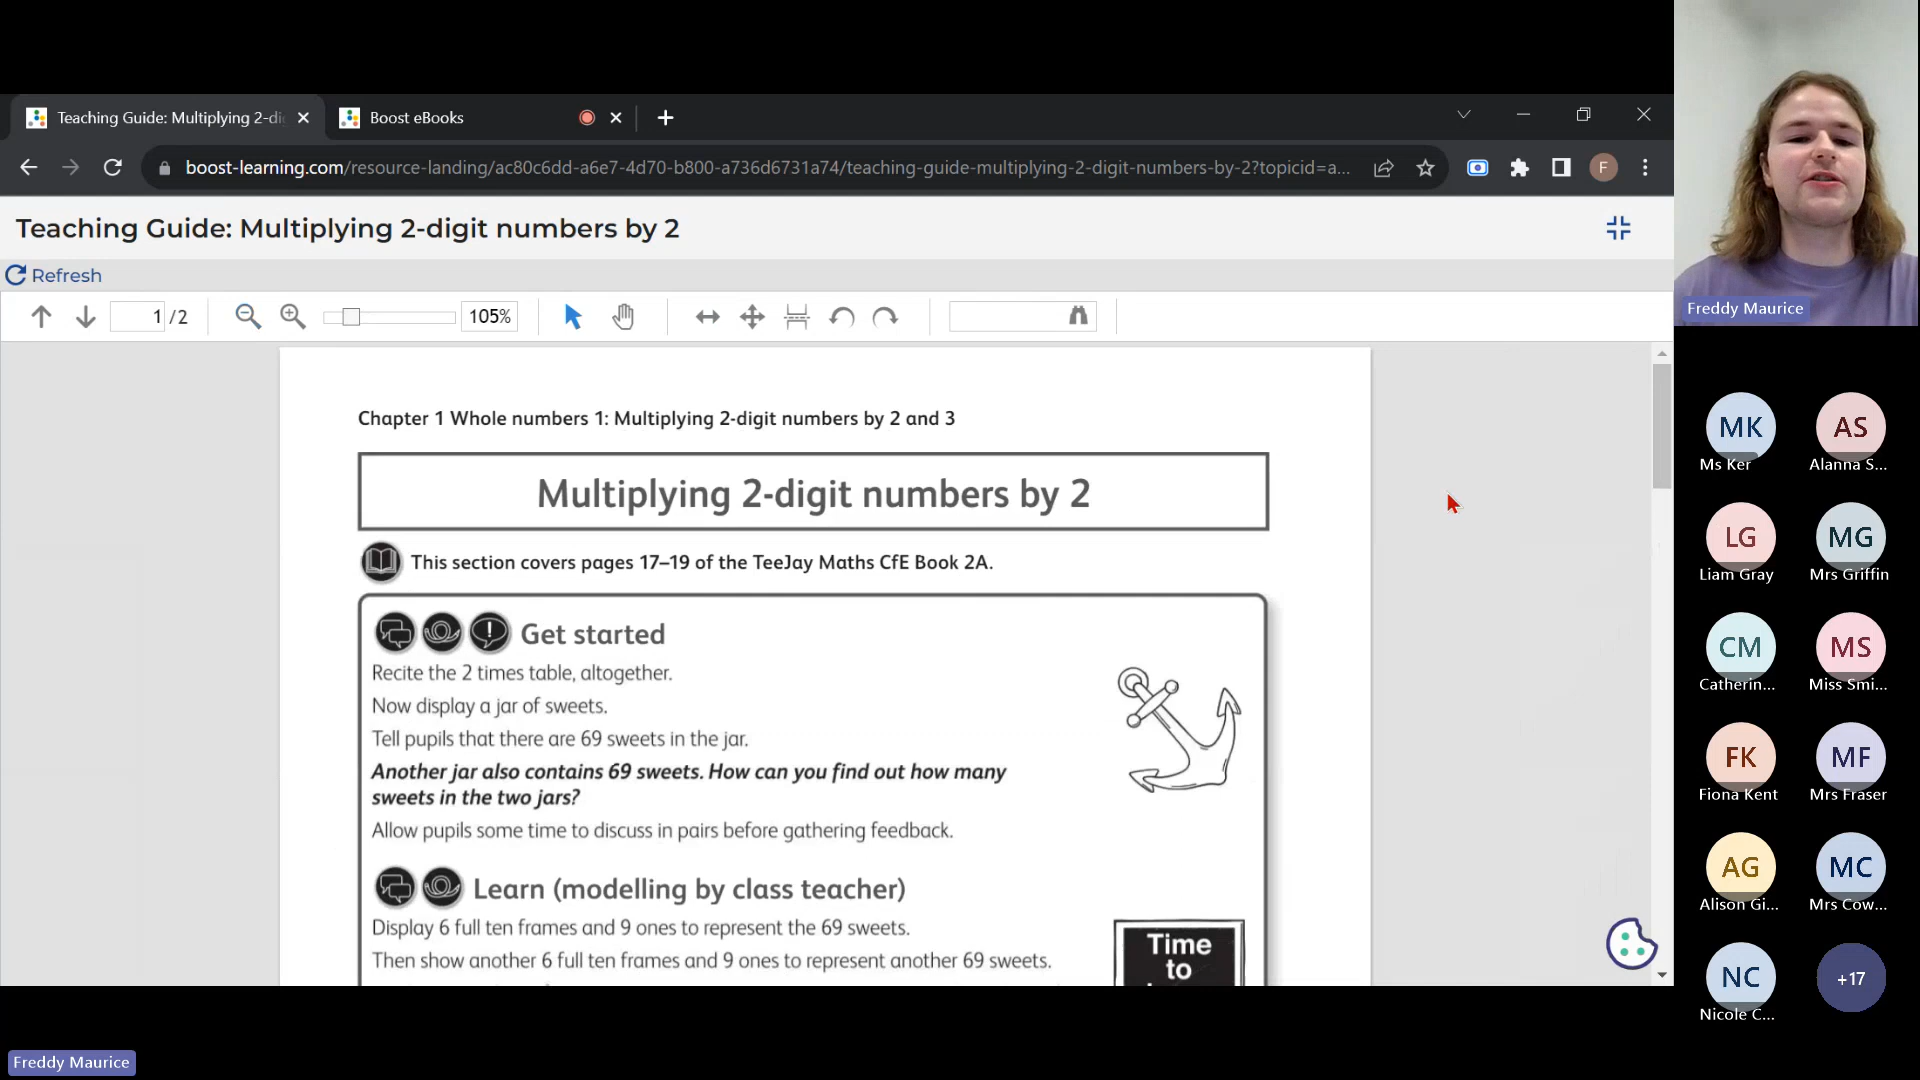 Teaching Guide: Multiplying 2-di
Boost eBooks
boost-learning.com/resource-landing/ac80c6dd-a6e7-4d70-b800-a736d6731a74/teaching-guide-multiplying-2-digit-numbers-by-2?topicid=a...
F
Teaching Guide: Multiplying 2-digit numbers by 2
Refresh
1 /2
105%
Chapter 1 Whole numbers 1: Multiplying 2-digit numbers by 2 and 3
Multiplying 2-digit numbers by 2
This section covers pages 17–19 of the TeeJay Maths CfE Book 2A.
Get started
Recite the 2 times table, altogether.
Now display a jar of sweets.
Tell pupils that there are 69 sweets in the jar.
Another jar also contains 69 sweets. How can you find out how many
sweets in the two jars?
Allow pupils some time to discuss in pairs before gathering feedback.
Learn (modelling by class teacher)
Display 6 full ten frames and 9 ones to represent the 69 sweets.
Then show another 6 full ten frames and 9 ones to represent another 69 sweets.
Time
to
Freddy Maurice
MK
Ms Ker
AS
Alanna S...
LG
Liam Gray
MG
Mrs Griffin
CM
Catherin...
MS
Miss Smi...
FK
Fiona Kent
MF
Mrs Fraser
AG
Alison Gi...
MC
Mrs Cow...
NC
Nicole C...
+17
Freddy Maurice